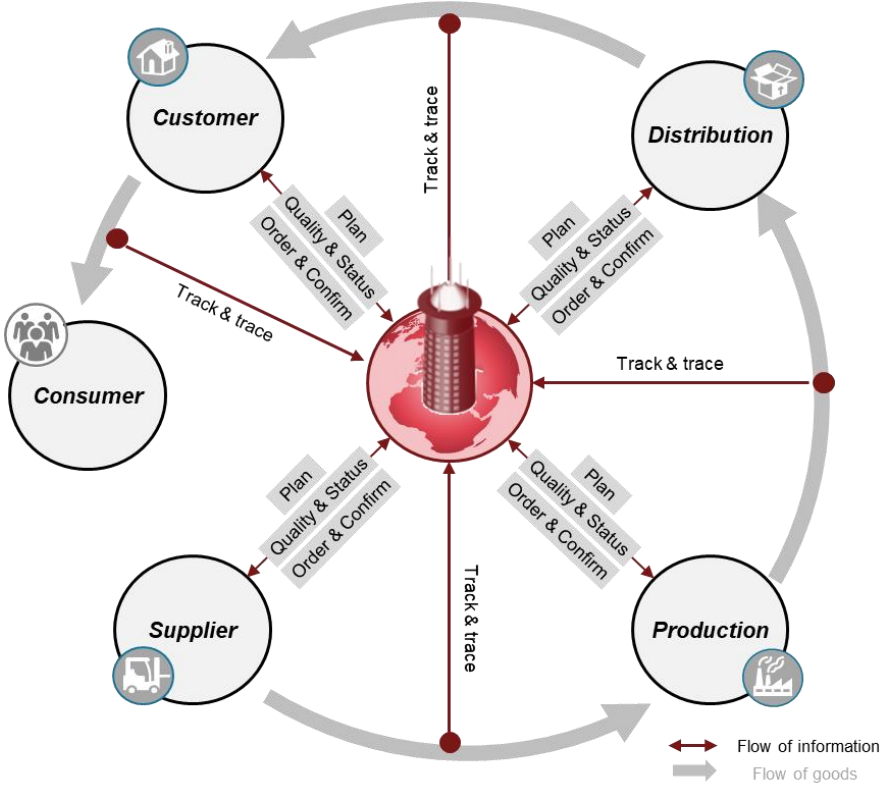 Customer
Distribution
Track & trace
Plan
Quality & Status
Order & Confirm
Plan
Quality & Status
Order & Confirm
Track & trace
Track & trace
Consumer
Plan
Quality & Status
Order & Confirm
Plan
Quality & Status
Order & Confirm
Track & trace
Supplier
Production
Flow of information
Flow of goods